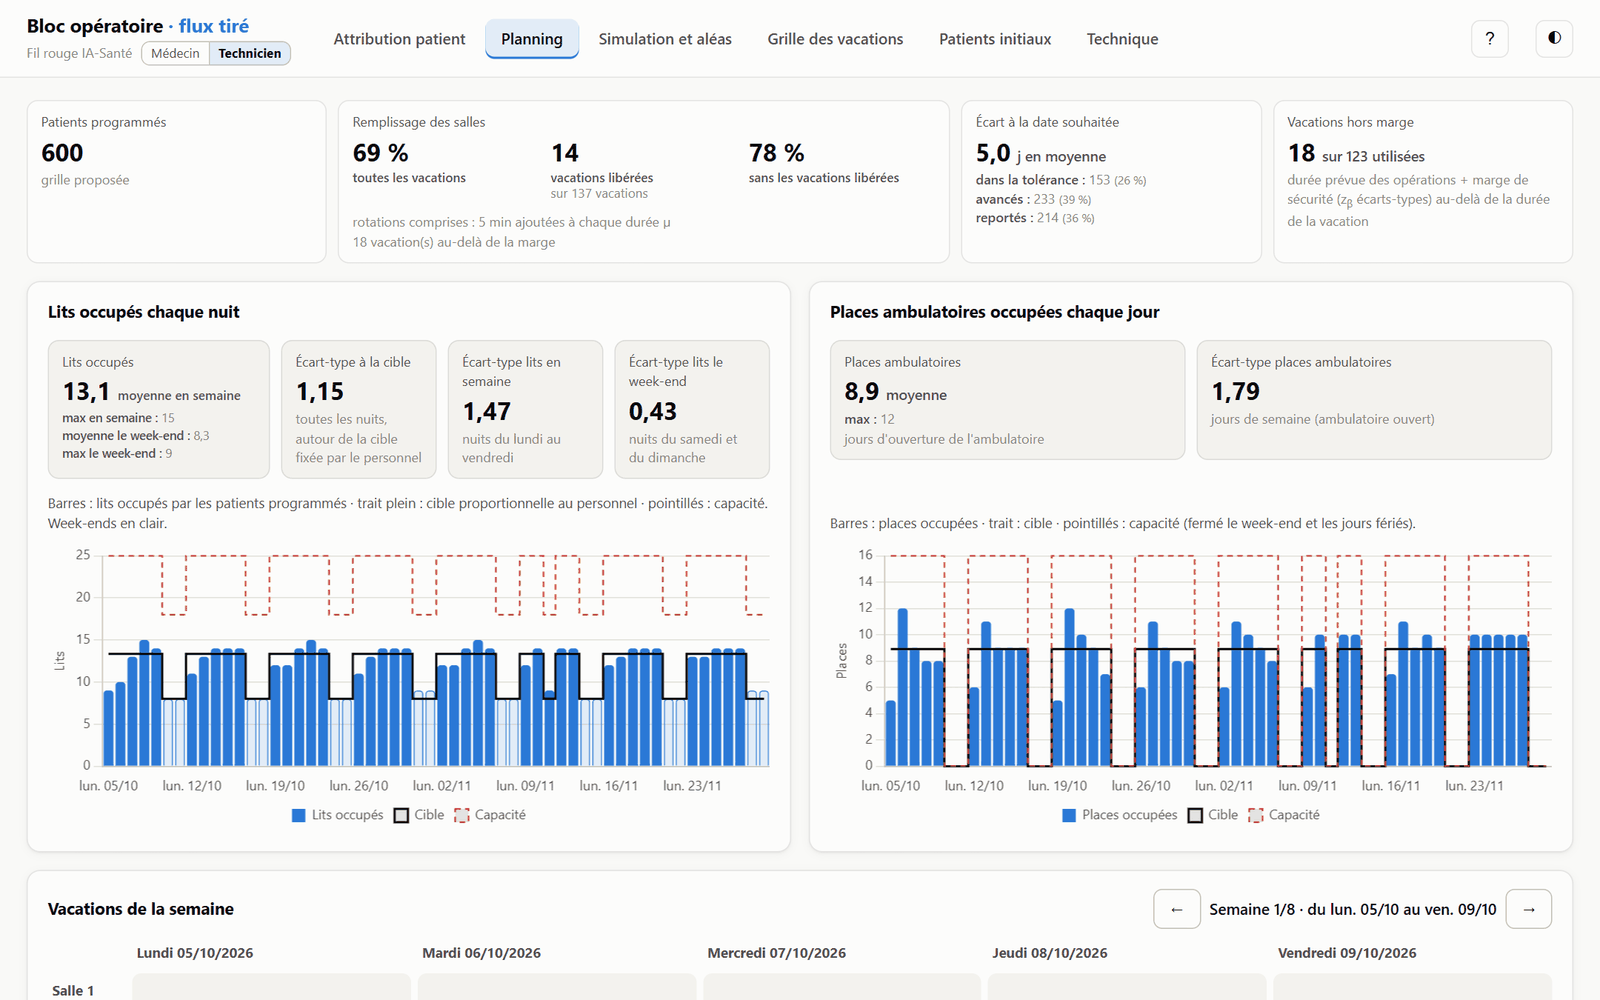 Bloc opératoire · flux tiré
Fil rouge IA-Santé
Médecin
Technicien
Attribution patient
Planning
Simulation et aléas
Grille des vacations
Patients initiaux
Technique
?
Patients programmés
600
grille proposée
Remplissage des salles
69 %
toutes les vacations
14
vacations libérées
sur 137 vacations
78 %
sans les vacations libérées
rotations comprises : 5 min ajoutées à chaque durée μ
18 vacation(s) au-delà de la marge
Écart à la date souhaitée
5,0 j en moyenne
dans la tolérance : 153 (26 %)
avancés : 233 (39 %)
reportés : 214 (36 %)
Vacations hors marge
18 sur 123 utilisées
durée prévue des opérations + marge de
sécurité (zβ écarts-types) au-delà de la durée
de la vacation
Lits occupés chaque nuit
Lits occupés
13,1 moyenne en semaine
max en semaine : 15
moyenne le week-end : 8,3
max le week-end : 9
Écart-type à la cible
1,15
toutes les nuits,
autour de la cible
fixée par le personnel
Écart-type lits en
semaine
1,47
nuits du lundi au
vendredi
Écart-type lits le
week-end
0,43
nuits du samedi et
du dimanche
Barres : lits occupés par les patients programmés · trait plein : cible proportionnelle au personnel · pointillés : capacité.
Week-ends en clair.
25
20
15
10
5
0
Lits
lun. 05/10
lun. 12/10
lun. 19/10
lun. 26/10
lun. 02/11
lun. 09/11
lun. 16/11
lun. 23/11
Lits occupés
Cible
Capacité
Places ambulatoires occupées chaque jour
Places ambulatoires
8,9 moyenne
max : 12
jours d'ouverture de l'ambulatoire
Écart-type places ambulatoires
1,79
jours de semaine (ambulatoire ouvert)
Barres : places occupées · trait : cible · pointillés : capacité (fermé le week-end et les jours fériés).
16
14
12
10
8
6
4
2
0
Places
lun. 05/10
lun. 12/10
lun. 19/10
lun. 26/10
lun. 02/11
lun. 09/11
lun. 16/11
lun. 23/11
Places occupées
Cible
Capacité
Vacations de la semaine
←
Semaine 1/8 · du lun. 05/10 au ven. 09/10
→
Lundi 05/10/2026
Mardi 06/10/2026
Mercredi 07/10/2026
Jeudi 08/10/2026
Vendredi 09/10/2026
Salle 1